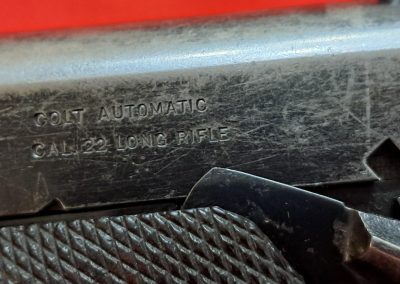 COLT AUTOMATIC
CAL. 22 LONG RIFLE